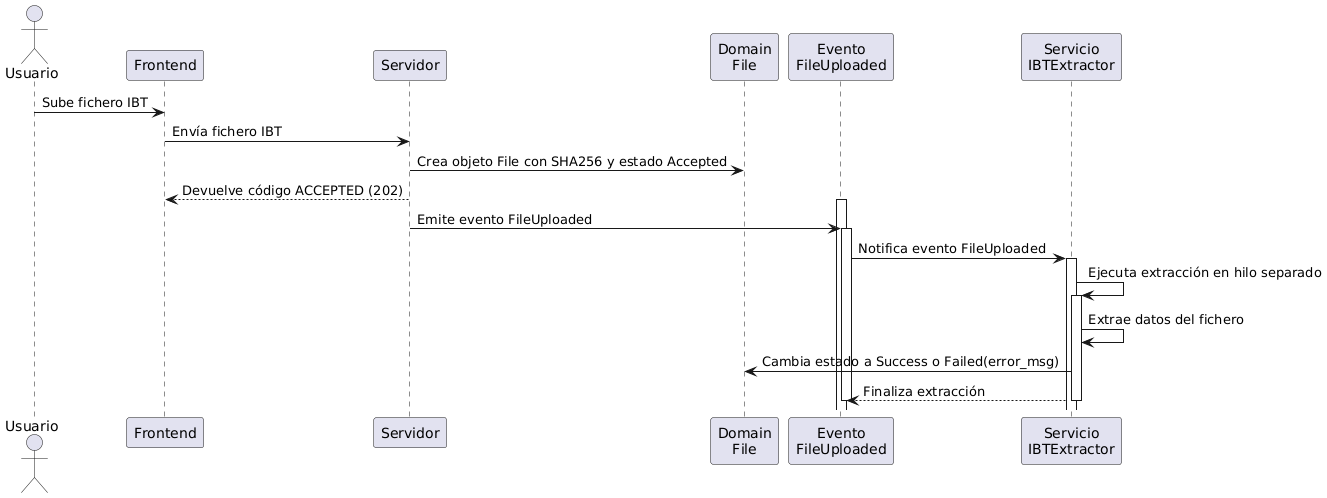 Usuario
Frontend
Servidor
Domain
File
Evento
FileUploaded
Servicio
IBTExtractor
Sube fichero IBT
Envía fichero IBT
Crea objeto File con SHA256 y estado Accepted
Devuelve código ACCEPTED (202)
Emite evento FileUploaded
Notifica evento FileUploaded
Ejecuta extracción en hilo separado
Extrae datos del fichero
Cambia estado a Success o Failed(error_msg)
Finaliza extracción
Usuario
Frontend
Servidor
Domain
File
Evento
FileUploaded
Servicio
IBTExtractor